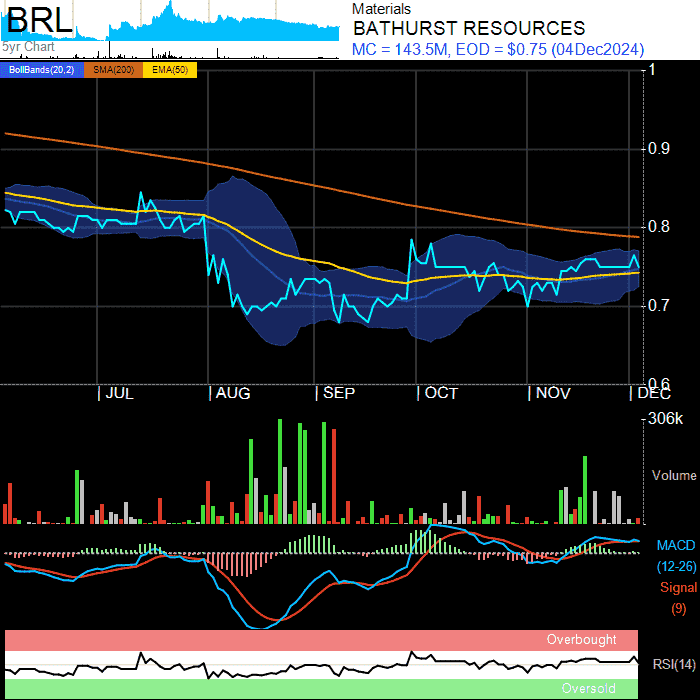 BRL
5yr Chart
Materials
BATHURST RESOURCES
MC = 143.5M, EOD = $0.75 (04Dec2024)
BollBands(20,2) SMA(200) EMA(50)
1
0.9
0.8
0.7
0.6
| JUL | AUG | SEP | OCT | NOV | DEC
306k
Volume
MACD
(12-26)
Signal
(9)
Overbought
RSI(14)
Oversold